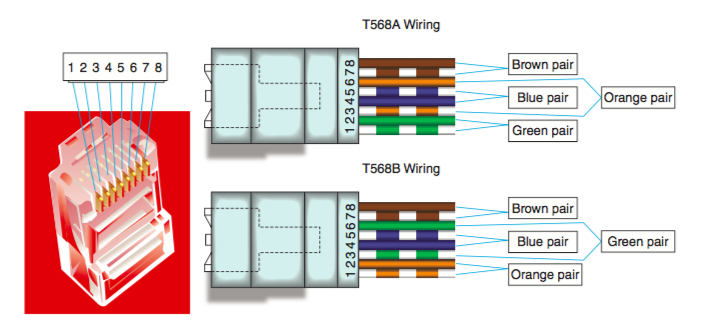 T568A Wiring
1 2 3 4 5 6 7 8
12345678
Brown pair
Blue pair
Orange pair
Green pair
T568B Wiring
12345678
Brown pair
Blue pair
Green pair
Orange pair